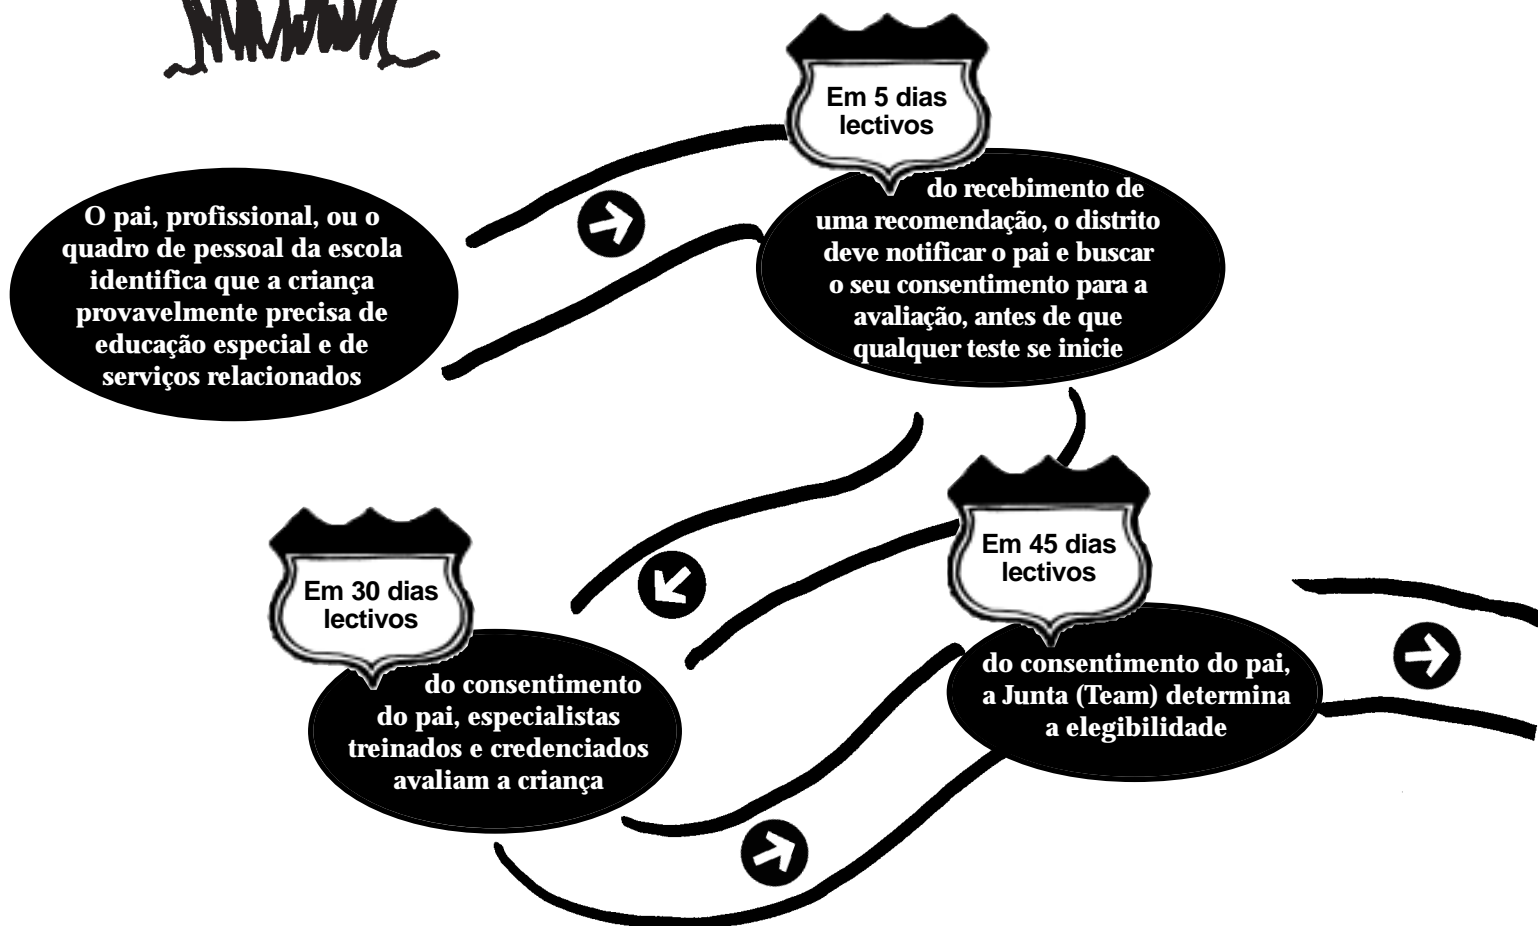 O pai, profissional, ou o
quadro de pessoal da escola
identifica que a criança
provavelmente precisa de
educação especial e de
serviços relacionados
Em 5 dias
lectivos
do recebimento de
uma recomendação, o distrito
deve notificar o pai e buscar
o seu consentimento para a
avaliação, antes de que
qualquer teste se inicie
Em 30 dias
lectivos
do consentimento
do pai, especialistas
treinados e credenciados
avaliam a criança
Em 45 dias
lectivos
do consentimento do pai,
a Junta (Team) determina
a elegibilidade